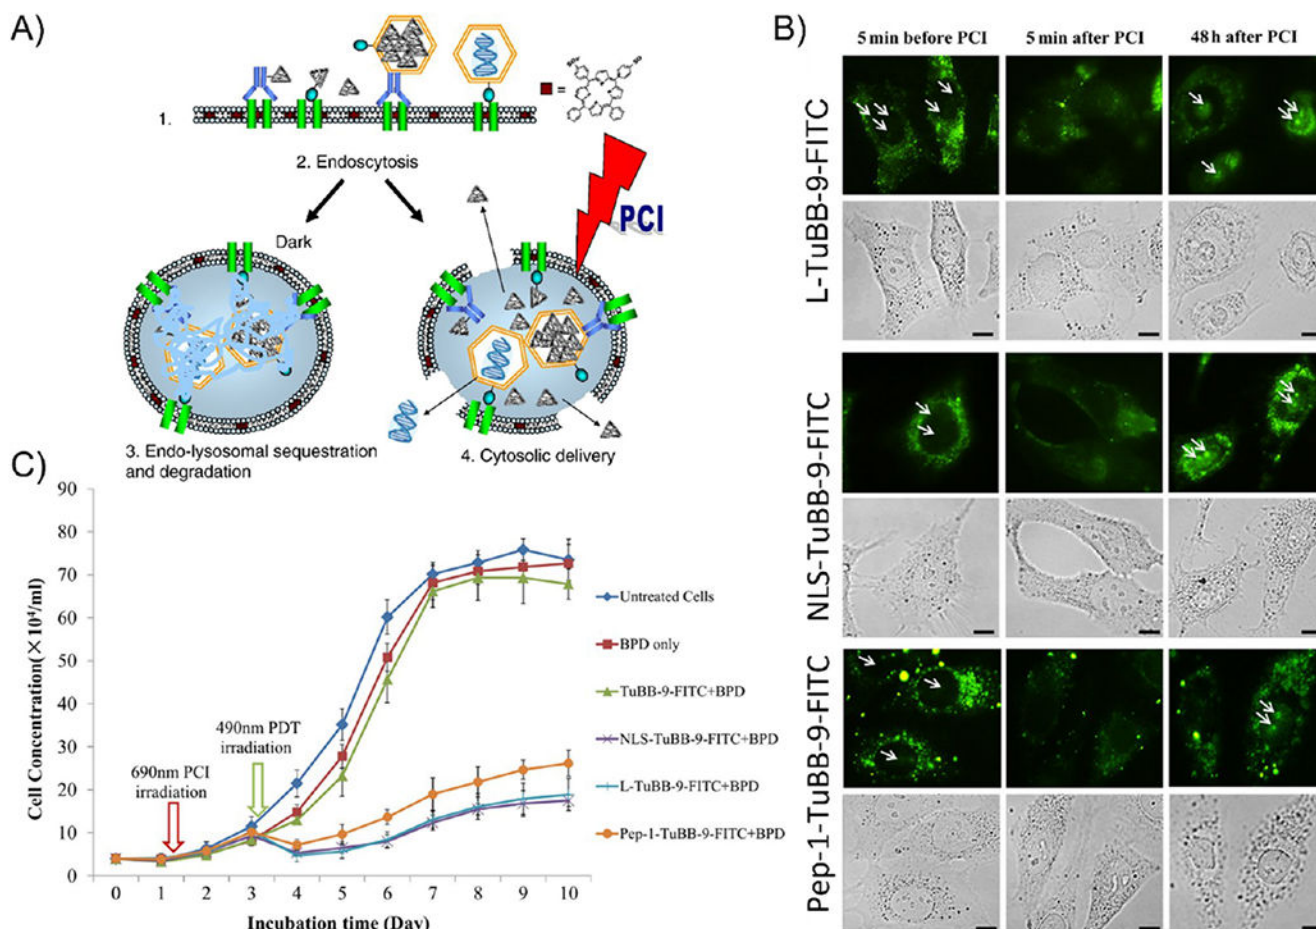 A)
1.
=
2. Endoscytosis
Dark
PCI
3. Endo-lysosomal sequestration
and degradation
4. Cytosolic delivery
B)
5 min before PCI
5 min after PCI
48 h after PCI
L-TuBB-9-FITC
NLS-TuBB-9-FITC
Pep-1-TuBB-9-FITC
C)
Cell Concentration(×10⁴/ml)
90
80
70
60
50
40
30
20
10
0
690nm PCI
irradiation
490nm PDT
irradiation
0 1 2 3 4 5 6 7 8 9 10
Incubation time (Day)
Untreated Cells
BPD only
TuBB-9-FITC+BPD
NLS-TuBB-9-FITC+BPD
L-TuBB-9-FITC+BPD
Pep-1-TuBB-9-FITC+BPD